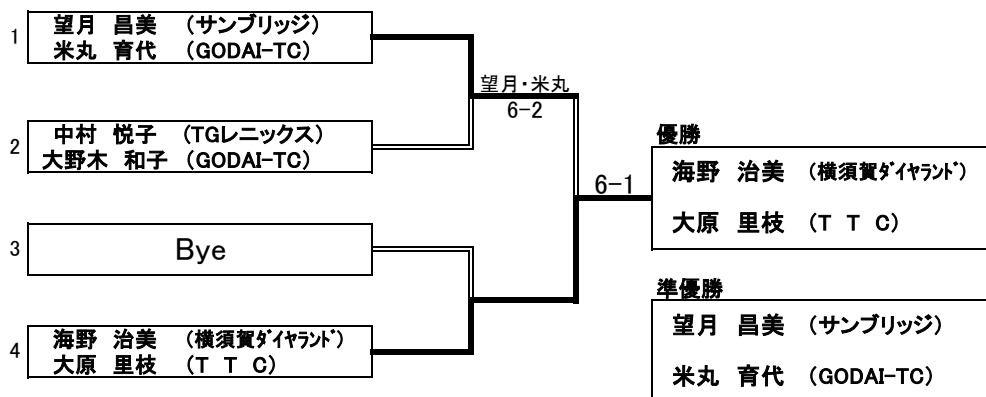 1
望月 昌美 (サンブリッジ)
米丸 育代 (GODAI-TC)
望月・米丸
6-2
2
中村 悦子 (TGレニックス)
大野木 和子 (GODAI-TC)
3
Bye
4
海野 治美 (横須賀ﾀﾞｲﾔﾗﾝﾄﾞ)
大原 里枝 (T T C)
6-1
優勝
海野 治美 (横須賀ﾀﾞｲﾔﾗﾝﾄﾞ)
大原 里枝 (T T C)
準優勝
望月 昌美 (サンブリッジ)
米丸 育代 (GODAI-TC)